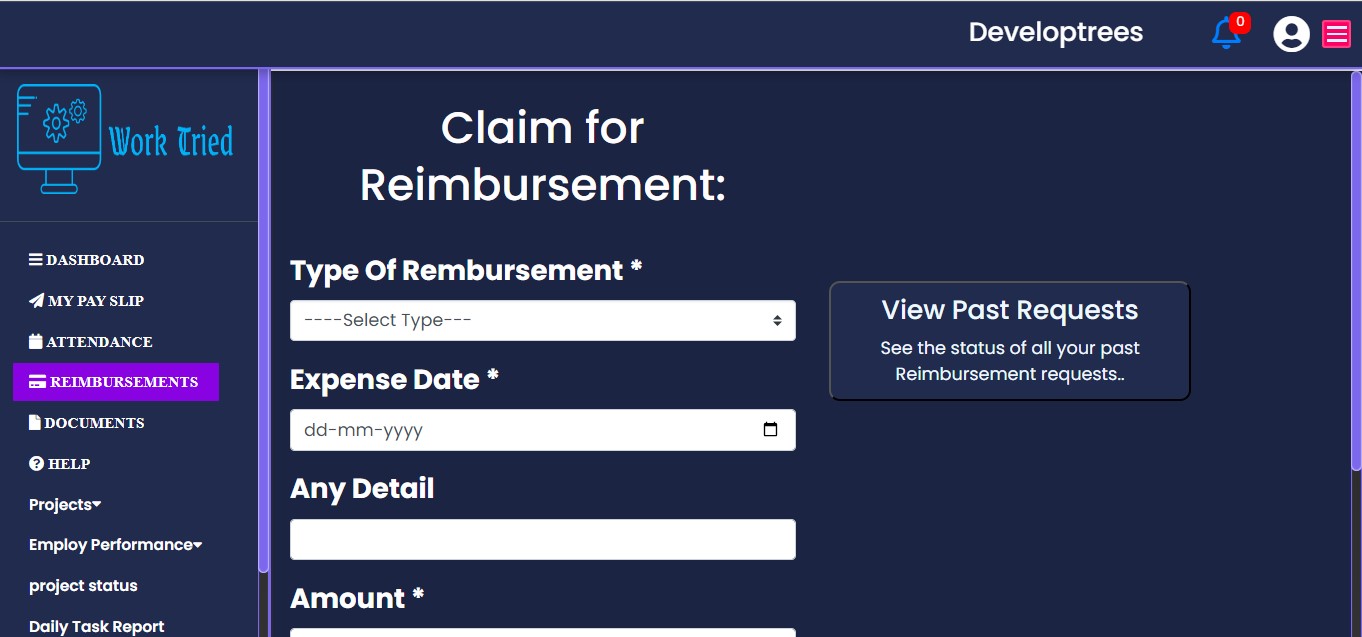 Developtrees
0
Work Tried
DASHBOARD
MY PAY SLIP
ATTENDANCE
REIMBURSEMENTS
DOCUMENTS
HELP
Projects
Employ Performance
project status
Daily Task Report
Claim for
Reimbursement:
Type Of Rembursement *
----Select Type---
Expense Date *
dd-mm-yyyy
Any Detail
Amount *
View Past Requests
See the status of all your past
Reimbursement requests..